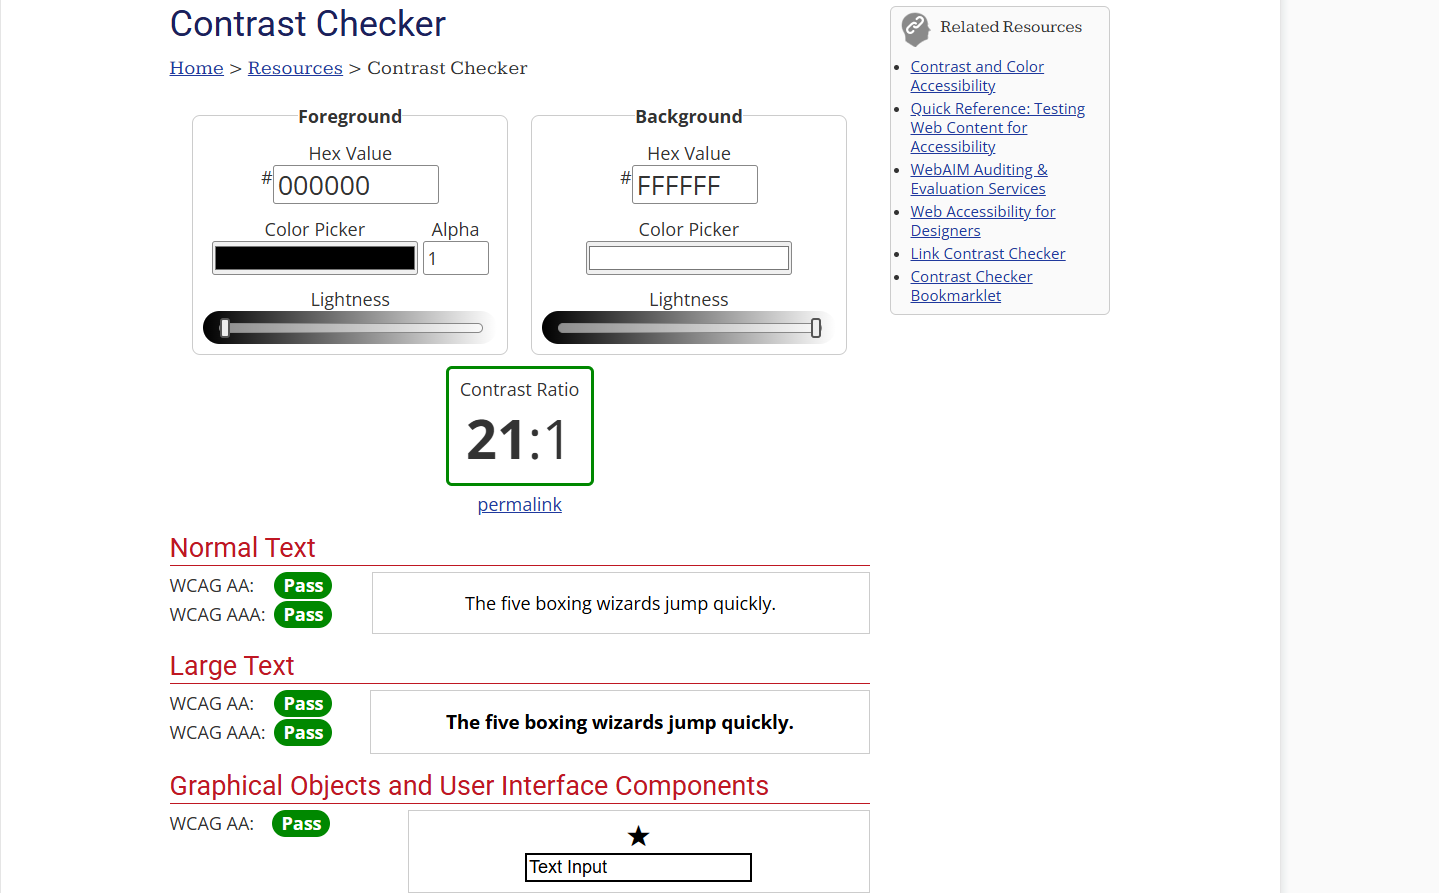 Contrast Checker
Home > Resources > Contrast Checker
Foreground
Hex Value
#000000
Color Picker
Alpha
1
Lightness
Background
Hex Value
#FFFFFF
Color Picker
Lightness
Contrast Ratio
21:1
permalink
Normal Text
WCAG AA: Pass
WCAG AAA: Pass
The five boxing wizards jump quickly.
Large Text
WCAG AA: Pass
WCAG AAA: Pass
The five boxing wizards jump quickly.
Graphical Objects and User Interface Components
WCAG AA: Pass
Text Input
Related Resources
Contrast and Color
Accessibility
Quick Reference: Testing
Web Content for
Accessibility
WebAIM Auditing &
Evaluation Services
Web Accessibility for
Designers
Link Contrast Checker
Contrast Checker
Bookmarklet